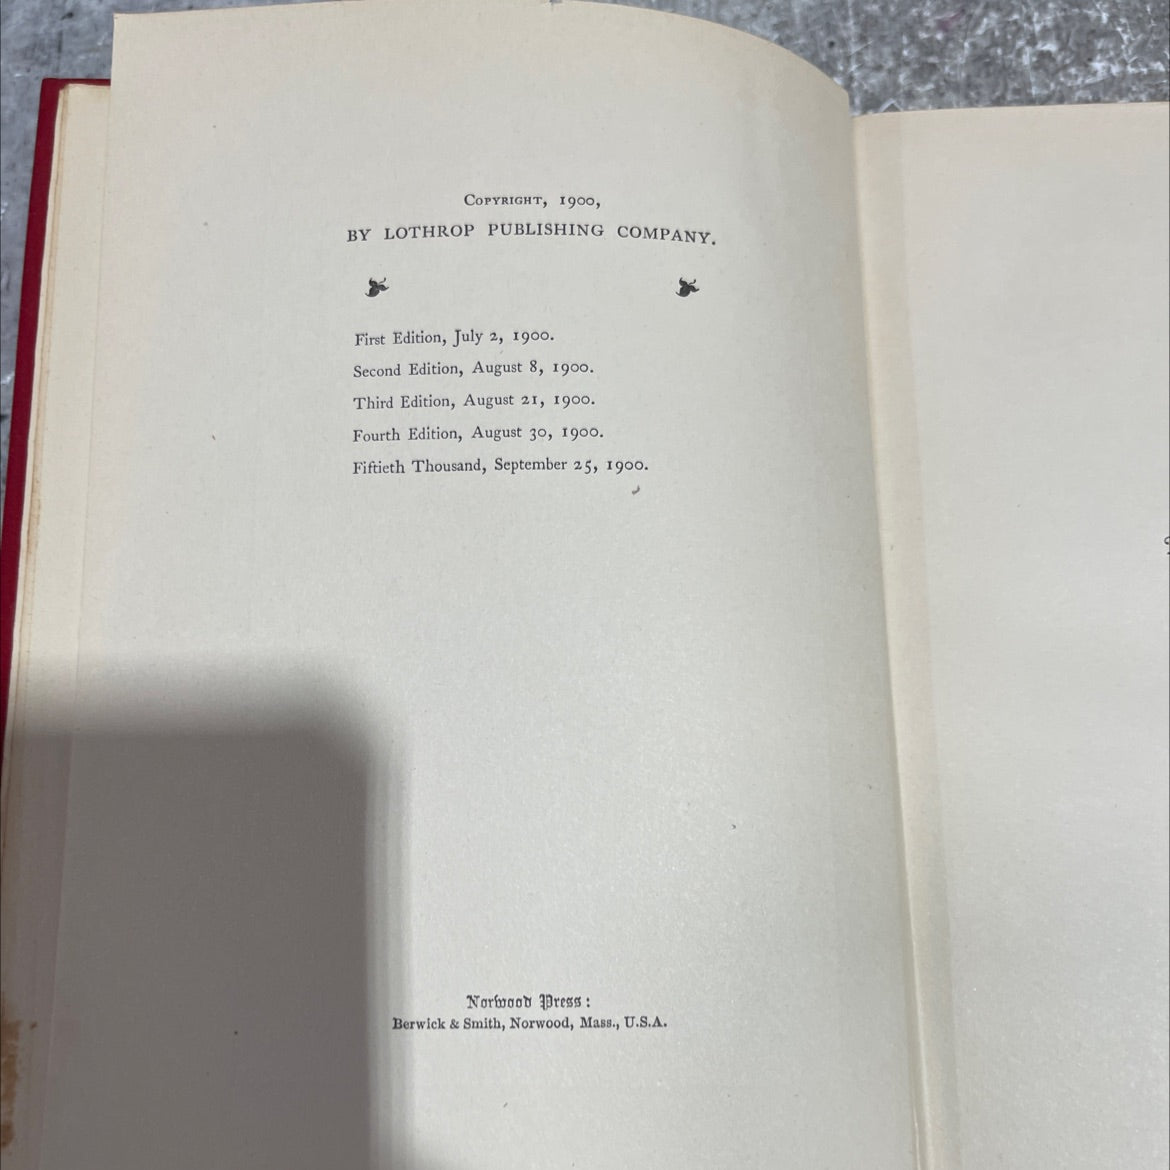 Copyright, 1900,
BY LOTHROP PUBLISHING COMPANY.
First Edition, July 2, 1900.
Second Edition, August 8, 1900.
Third Edition, August 21, 1900.
Fourth Edition, August 30, 1900.
Fiftieth Thousand, September 25, 1900.
Norwood Press:
Berwick & Smith, Norwood, Mass., U.S.A.